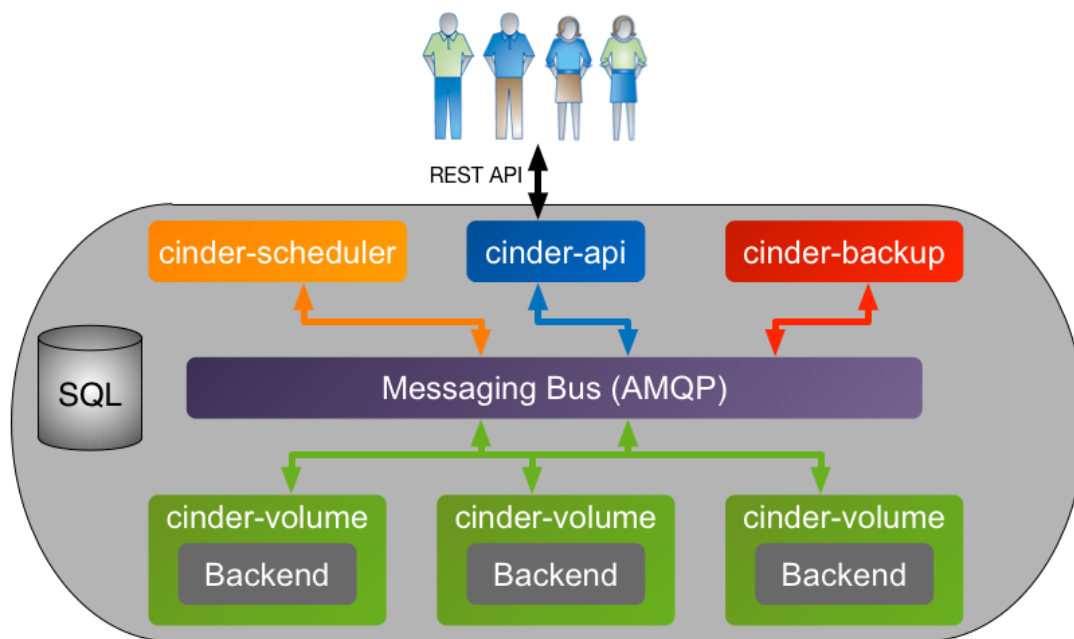 REST API
cinder-scheduler
cinder-api
cinder-backup
SQL
Messaging Bus (AMQP)
cinder-volume
cinder-volume
cinder-volume
Backend
Backend
Backend